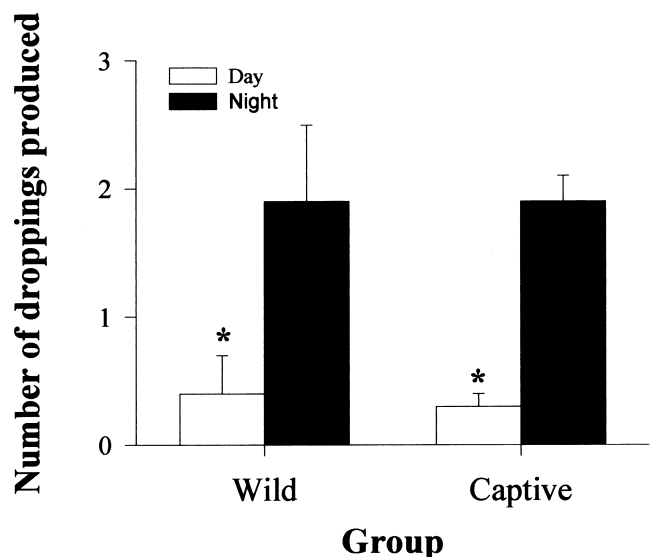 Number of droppings produced
3
2
1
0
Day
Night
*
*
Wild
Captive
Group